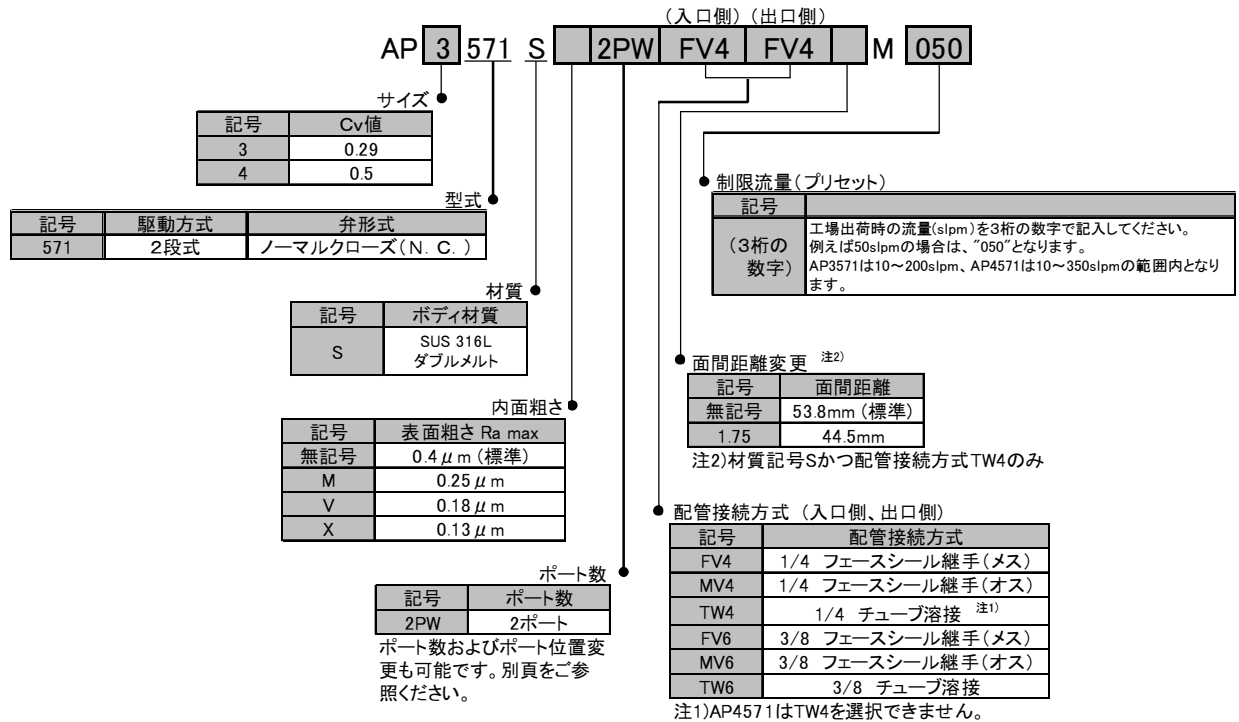 (入口側) (出口側)
AP 3 571 S 2PW FV4 FV4 M 050
サイズ
記号 Cv値
3 0.29
4 0.5
型式
記号 駆動方式 弁形式
571 2段式 ノーマルクローズ(N. C. )
材質
記号 ボディ材質
S SUS 316L
ダブルメルト
内面粗さ
記号 表面粗さ Ra max
無記号 0.4μm (標準)
M 0.25μm
V 0.18μm
X 0.13μm
ポート数
記号 ポート数
2PW 2ポート
ポート数およびポート位置変
更も可能です。別頁をご参
照ください。
制限流量(プリセット)
記号
(3桁の
数字)
工場出荷時の流量(slpm)を3桁の数字で記入してください。
例えば50slpmの場合は、"050"となります。
AP3571は10～200slpm、AP4571は10～350slpmの範囲内となり
ます。
面間距離変更 注2)
記号 面間距離
無記号 53.8mm (標準)
1.75 44.5mm
注2)材質記号Sかつ配管接続方式TW4のみ
配管接続方式 (入口側、出口側)
記号 配管接続方式
FV4 1/4 フェースシール継手(メス)
MV4 1/4 フェースシール継手(オス)
TW4 1/4 チューブ溶接 注1)
FV6 3/8 フェースシール継手(メス)
MV6 3/8 フェースシール継手(オス)
TW6 3/8 チューブ溶接
注1)AP4571はTW4を選択できません。